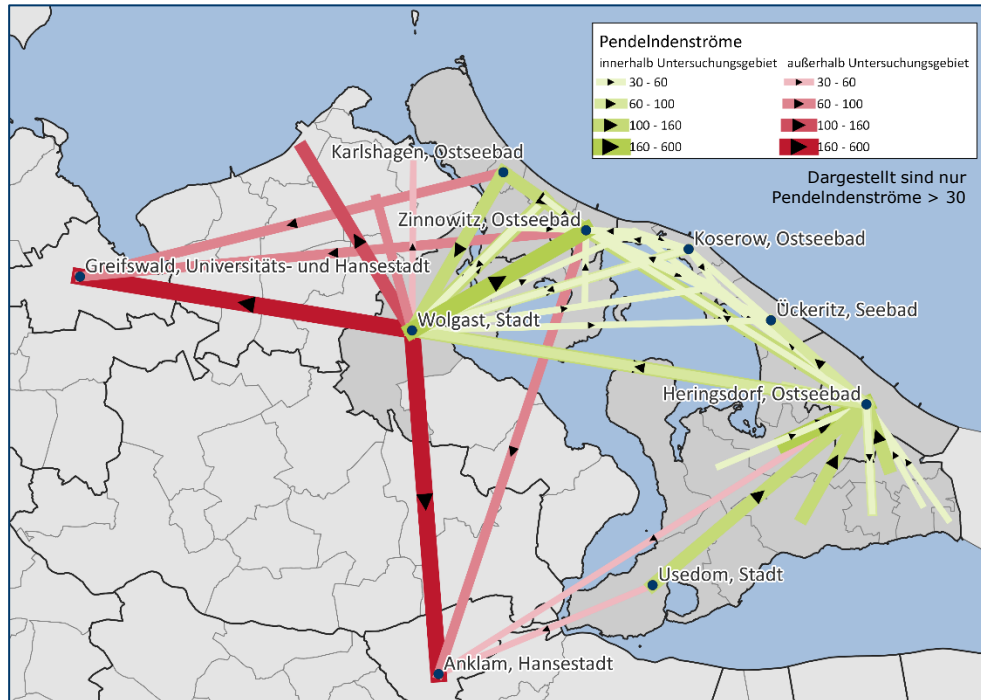 Pendelndenströme
innerhalb Untersuchungsgebiet außerhalb Untersuchungsgebiet
30 - 60 30 - 60
60 - 100 60 - 100
100 - 160 100 - 160
160 - 600 160 - 600
Dargestellt sind nur
Pendelndenströme > 30
Karlshagen, Ostseebad
Zinnowitz, Ostseebad
Koserow, Ostseebad
Greifswald, Universitäts- und Hansestadt
Wolgast, Stadt
Ückeritz, Seebad
Heringsdorf, Ostseebad
Usedom, Stadt
Anklam, Hansestadt